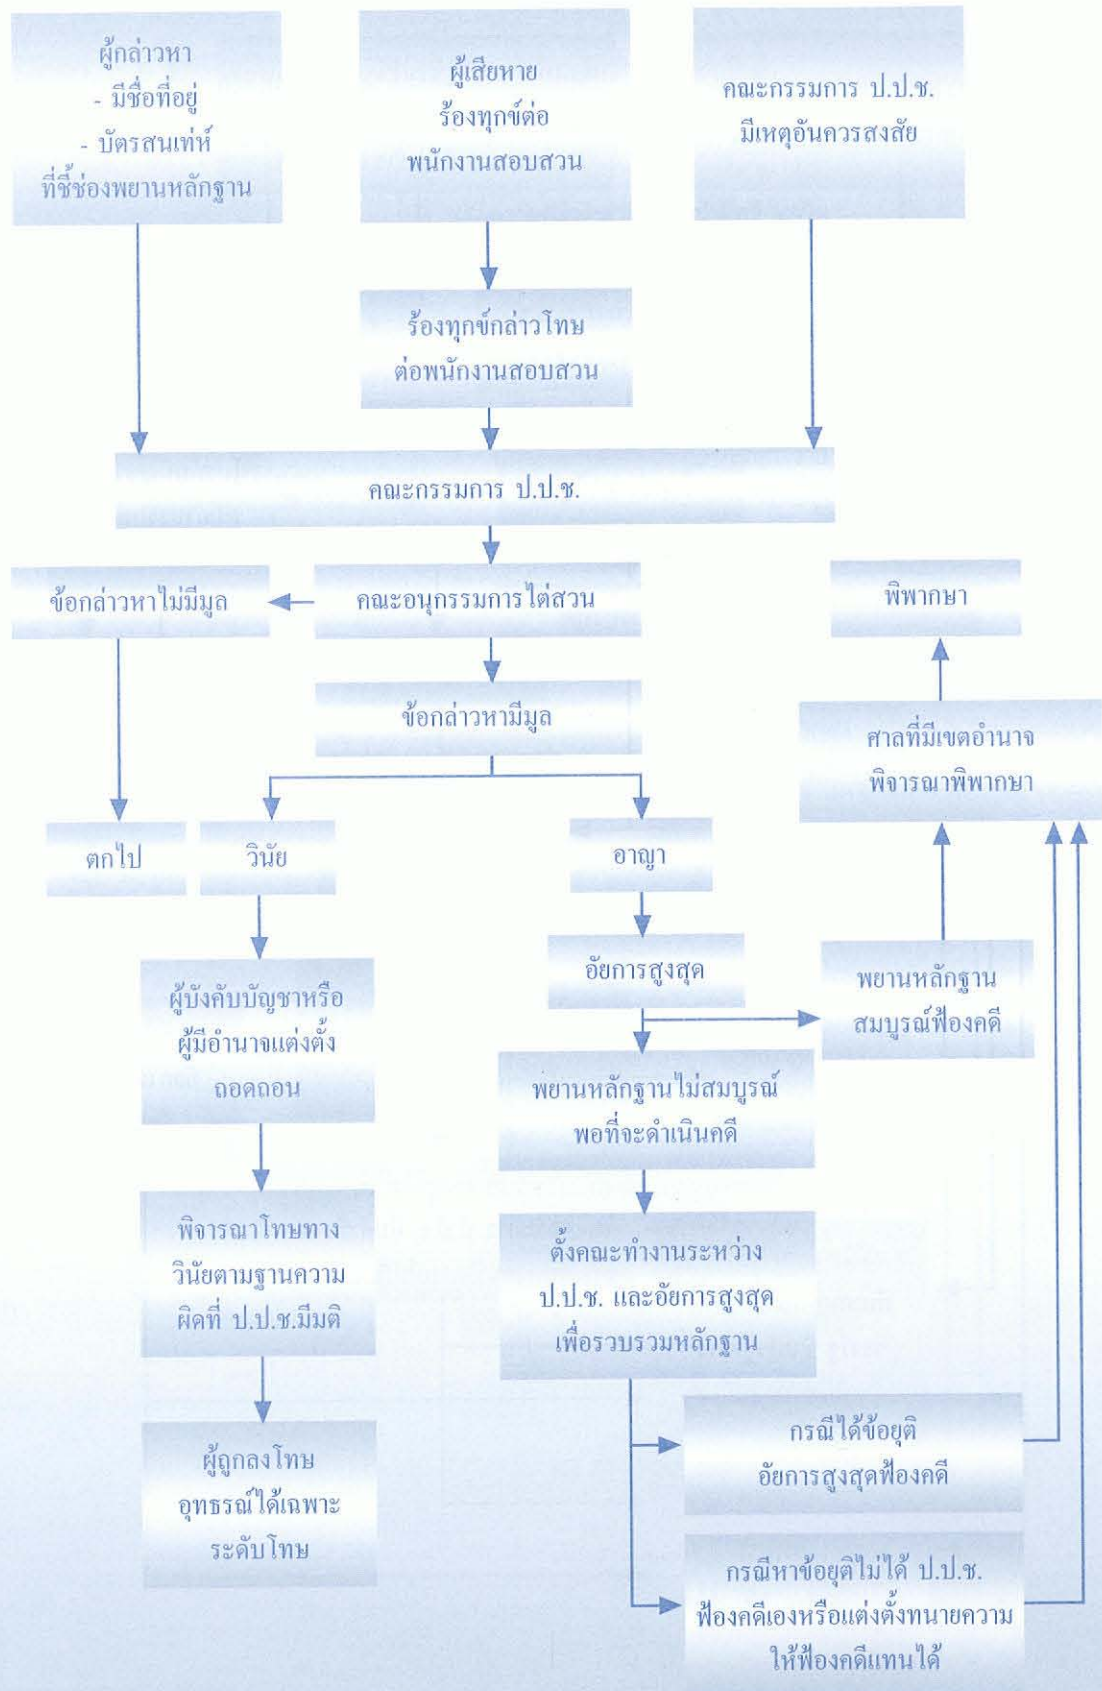 ผู้กล่าวหา
- มีชื่อที่อยู่
- บัตรสนเท่ห์
ที่ชี้ช่องพยานหลักฐาน
ผู้เสียหาย
ร้องทุกข์ต่อ
พนักงานสอบสวน
คณะกรรมการ ป.ป.ช.
มีเหตุอันควรสงสัย
ร้องทุกข์กล่าวโทษ
ต่อพนักงานสอบสวน
คณะกรรมการ ป.ป.ช.
ข้อกล่าวหาไม่มีมูล
คณะอนุกรรมการไต่สวน
พิพากษา
ข้อกล่าวหามีมูล
ศาลที่มีเขตอำนาจ
พิจารณาพิพากษา
ตกไป
วินัย
อาญา
อัยการสูงสุด
พยานหลักฐาน
สมบูรณ์ฟ้องคดี
ผู้บังคับบัญชาหรือ
ผู้มีอำนาจแต่งตั้ง
ถอดถอน
พยานหลักฐานไม่สมบูรณ์
พอที่จะดำเนินคดี
พิจารณาโทษทาง
วินัยตามฐานความ
ผิดที่ ป.ป.ช.มีมติ
ตั้งคณะทำงานระหว่าง
ป.ป.ช. และอัยการสูงสุด
เพื่อรวบรวมหลักฐาน
ผู้ถูกลงโทษ
อุทธรณ์ได้เฉพาะ
ระดับโทษ
กรณีได้ข้อยุติ
อัยการสูงสุดฟ้องคดี
กรณีหาข้อยุติไม่ได้ ป.ป.ช.
ฟ้องคดีเองหรือแต่งตั้งทนายความ
ให้ฟ้องคดีแทนได้